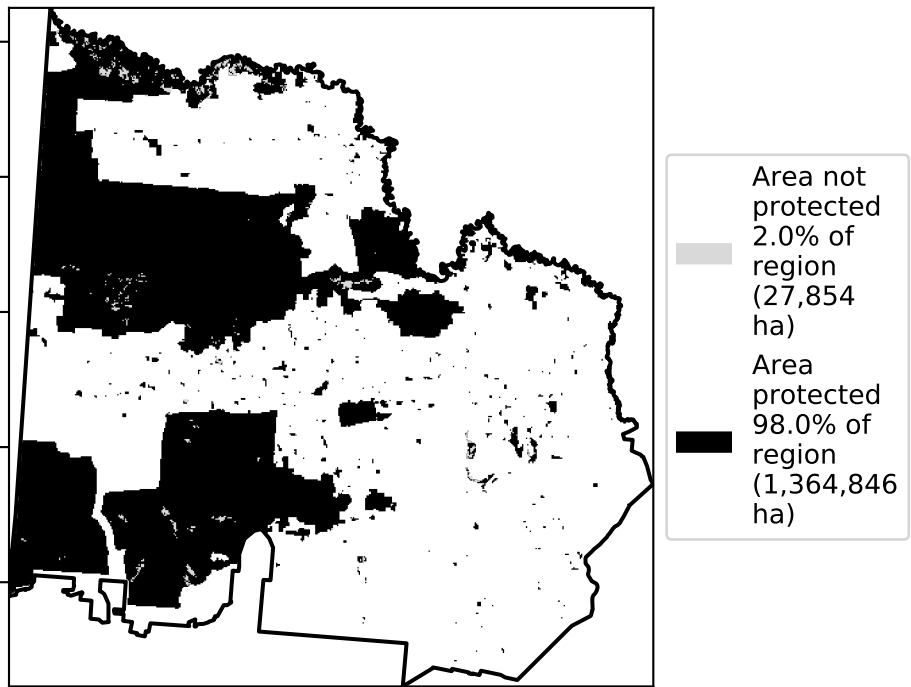 Area not
protected
2.0% of
region
(27,854
ha)
Area
protected
98.0% of
region
(1,364,846
ha)